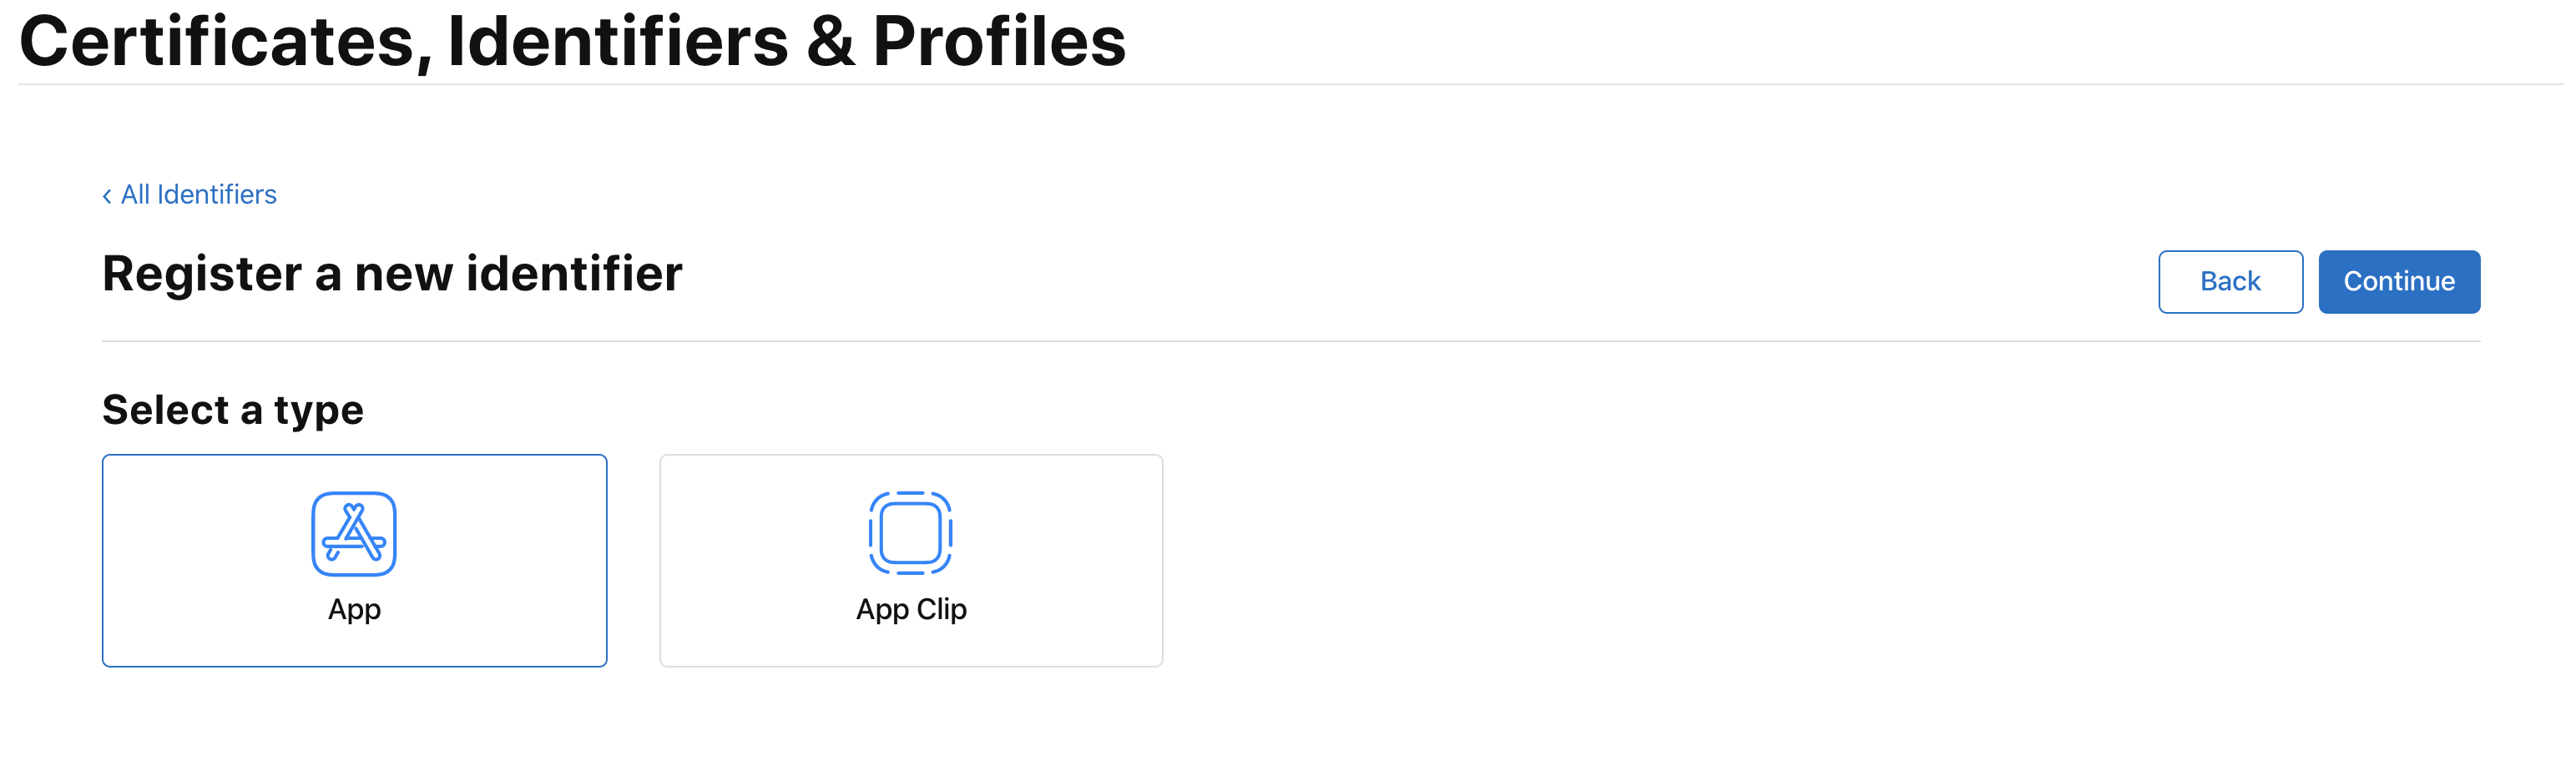 Certificates, Identifiers & Profiles
‹ All Identifiers
Register a new identifier
Back
Continue
Select a type
App
App Clip